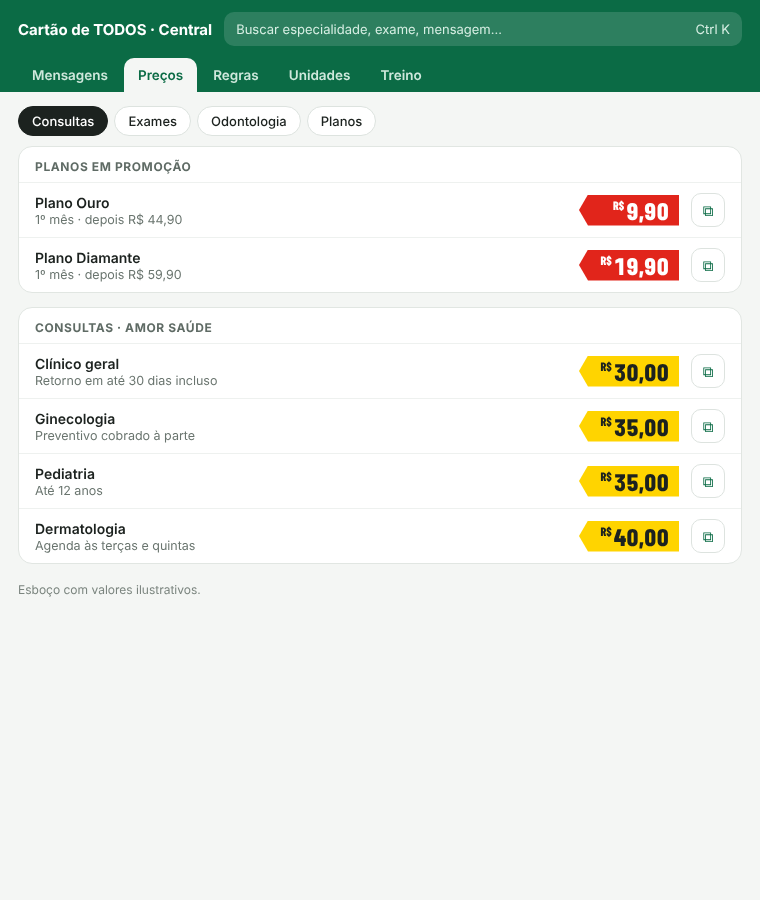 Cartão de TODOS · Central
Buscar especialidade, exame, mensagem...
Ctrl K
Mensagens
Preços
Regras
Unidades
Treino
Consultas
Exames
Odontologia
Planos
PLANOS EM PROMOÇÃO
Plano Ouro
1º mês · depois R$ 44,90
R$ 9,90
Plano Diamante
1º mês · depois R$ 59,90
R$ 19,90
CONSULTAS · AMOR SAÚDE
Clínico geral
Retorno em até 30 dias incluso
R$ 30,00
Ginecologia
Preventivo cobrado à parte
R$ 35,00
Pediatria
Até 12 anos
R$ 35,00
Dermatologia
Agenda às terças e quintas
R$ 40,00
Esboço com valores ilustrativos.